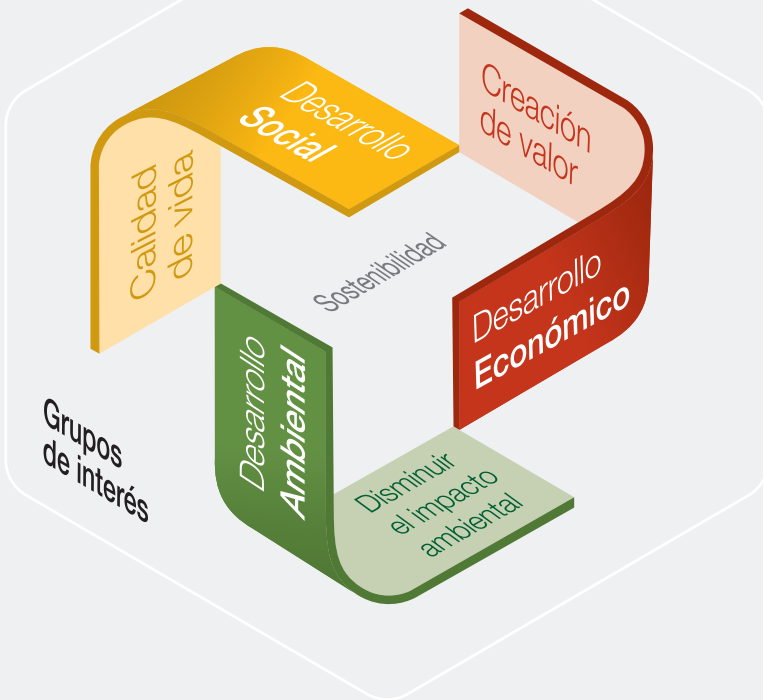 Desarrollo
Social
Creación
de valor
Calidad
de vida
Sostenibilidad
Desarrollo
Económico
Desarrollo
Ambiental
Grupos
de interés
Disminuir
el impacto
ambiental